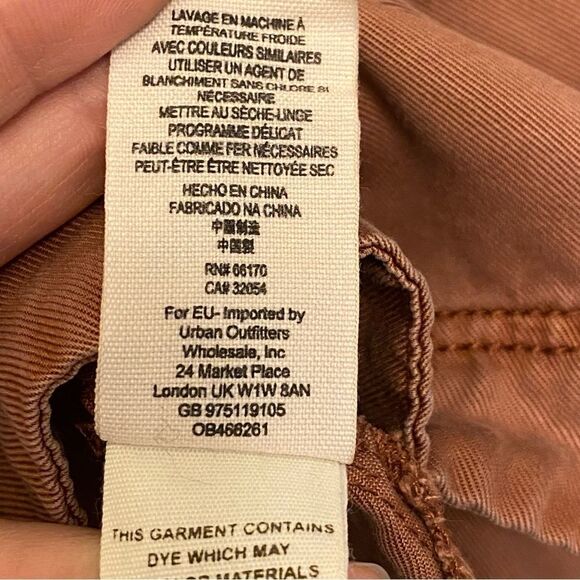 LAVAGE EN MACHINE À
TEMPÉRATURE FROIDE
AVEC COULEURS SIMILAIRES
UTILISER UN AGENT DE
BLANCHIMENT SANS CHLORE SI
NÉCESSAIRE
METTRE AU SÈCHE-LINGE
PROGRAMME DÉLICAT
FAIBLE COMME FER NÉCESSAIRES
PEUT-ÊTRE ÊTRE NETTOYÉE SEC
HECHO EN CHINA
FABRICADO NA CHINA
中國制造
中國製
RN# 66170
CA# 32054
For EU- Imported by
Urban Outfitters
Wholesale, Inc
24 Market Place
London UK W1W 8AN
GB 975119105
OB466261
THIS GARMENT CONTAINS
DYE WHICH MAY
MATERIALS